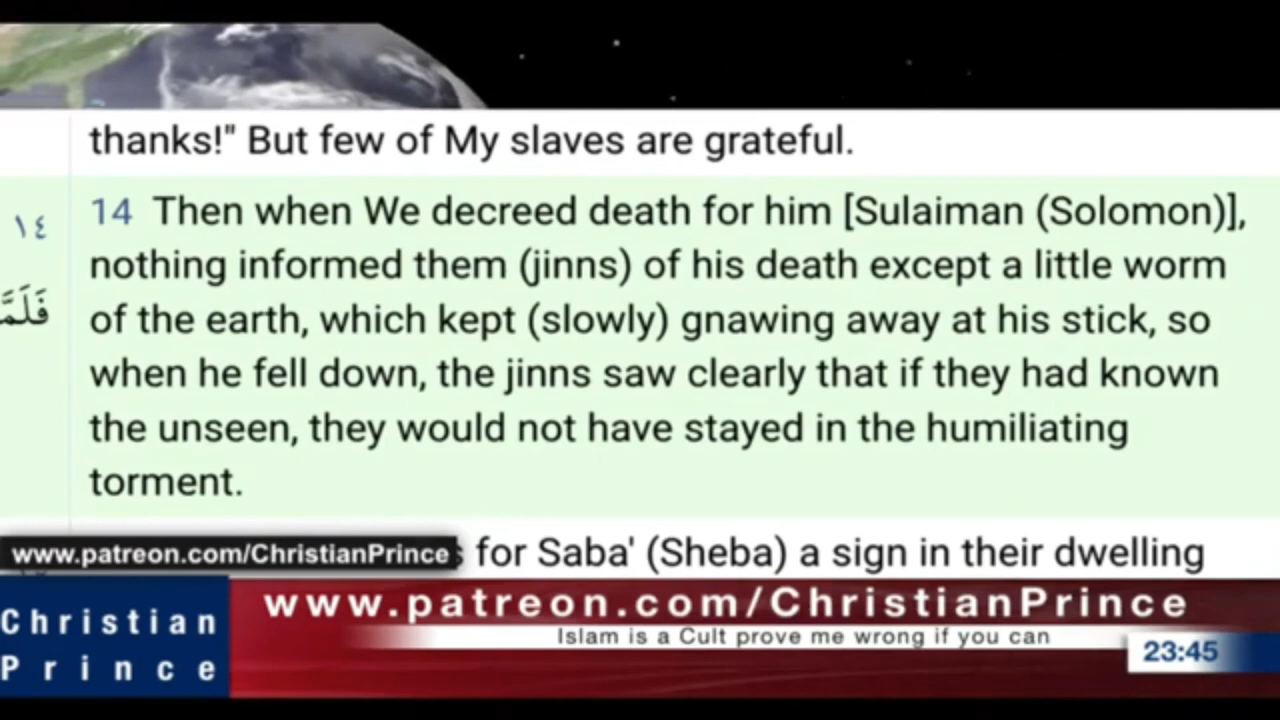 thanks!" But few of My slaves are grateful.
١٤
14 Then when We decreed death for him [Sulaiman (Solomon)],
nothing informed them (jinns) of his death except a little worm
فَلَمَّ
of the earth, which kept (slowly) gnawing away at his stick, so
when he fell down, the jinns saw clearly that if they had known
the unseen, they would not have stayed in the humiliating
torment.
www.patreon.com/ChristianPrince
for Saba' (Sheba) a sign in their dwelling
www.patreon.com/ChristianPrince
Islam is a Cult prove me wrong if you can
Christian
Prince
23:45